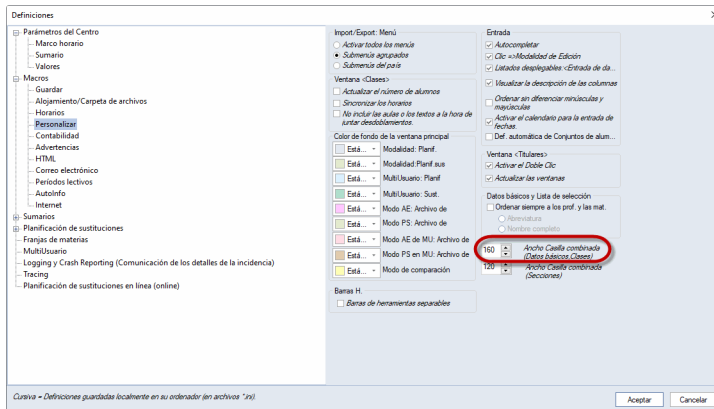 Definiciones
Parámetros del Centro
Marco horario
Sumario
Valores
Macros
Guardar
Alojamiento/Carpeta de archivos
Horarios
Personalizar
Contabilidad
Advertencias
HTML
Correo electrónico
Períodos lectivos
AutoInfo
Internet
Sumarios
Planificación de sustituciones
Franjas de materias
MultiUsuario
Logging y Crash Reporting (Comunicación de los detalles de la incidencia)
Tracing
Planificación de sustituciones en línea (online)
Import/Export: Menú
Activar todos los menús
Submenús agrupados
Submenús del país
Ventana <Clases>
Actualizar el número de alumnos
Sincronizar los horarios
No incluir las aulas o los textos a la hora de
juntar desdoblamientos.
Color de fondo de la ventana principal
Está... Modalidad: Planif.
Está... Modalidad:Planif.sus
Está... MultiUsuario: Planif
Está... MultiUsuario: Sust.
Está... Modo AE: Archivo de
Está... Modo PS: Archivo de
Está... Modo AE de MU: Archivo de
Está... Modo PS en MU: Archivo de
Está... Modo de comparación
Barras H.
Barras de herramientas separables
Entrada
Autocompletar
Clic =>Modalidad de Edición
Listados desplegables:<Entrada de da...
Visualizar la descripción de las columnas
Ordenar sin diferenciar minúsculas y
mayúsculas
Activar el calendario para la entrada de
fechas.
Def. automática de Conjuntos de alum...
Ventana <Titulares>
Activar el Doble Clic
Actualizar las ventanas
Datos básicos y Lista de selección
Ordenar siempre a los prof. y las mat.
Abreviatura
Nombre completo
160 Ancho Casilla combinada
(Datos básicos,Clases)
120 Ancho Casilla combinada
(Secciones)
Cursiva = Definiciones guardadas localmente en su ordenador (en archivos *.ini).
Aceptar Cancelar